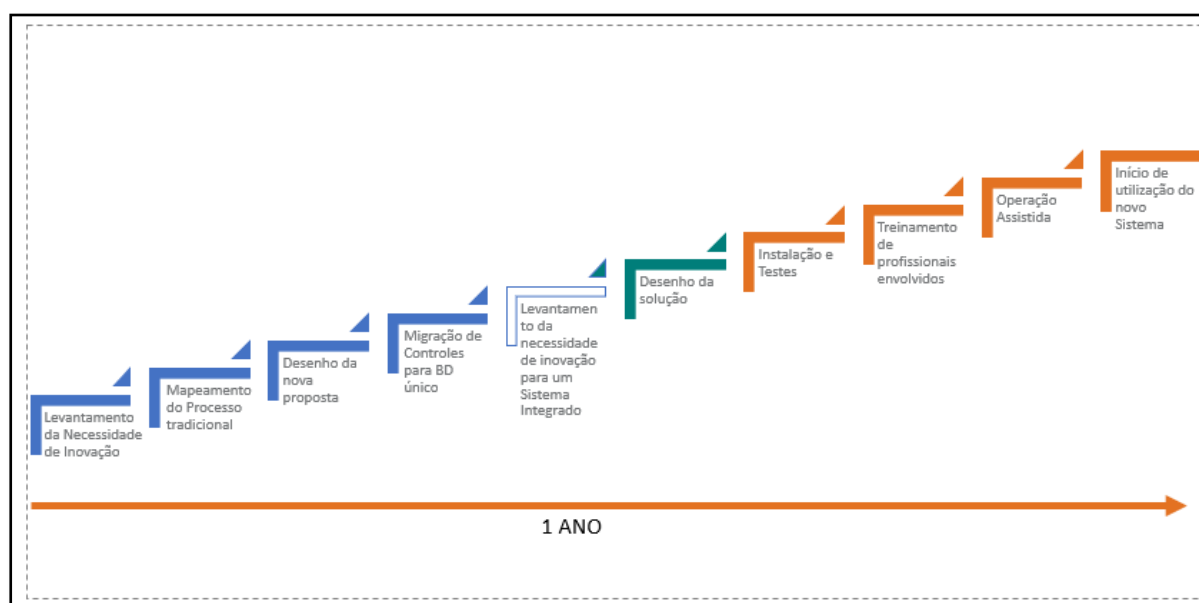 Levantamento
da Necessidade
de Inovação
Mapeamento
do Processo
tradicional
Desenho da
nova
proposta
Migração de
Controles
para BD
único
Levantamen
to da
necessidade
de inovação
para um
Sistema
Integrado
Desenho da
solução
Instalação e
Testes
Treinamento
de
profissionais
envolvidos
Operação
Assistida
Início de
utilização do
novo
Sistema
1 ANO